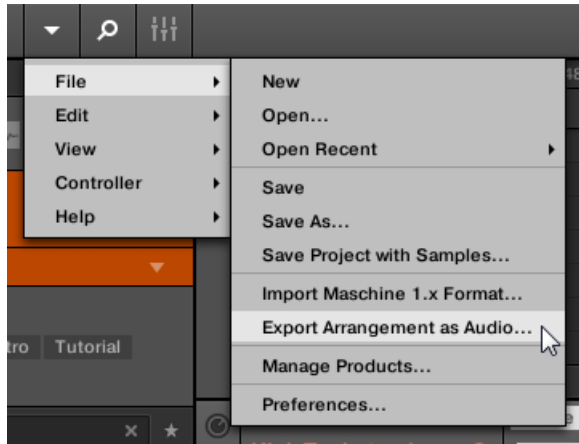 File
Edit
View
Controller
Help
New
Open...
Open Recent
Save
Save As...
Save Project with Samples...
Import Maschine 1.x Format...
Export Arrangement as Audio...
Manage Products...
Preferences...
tro Tutorial